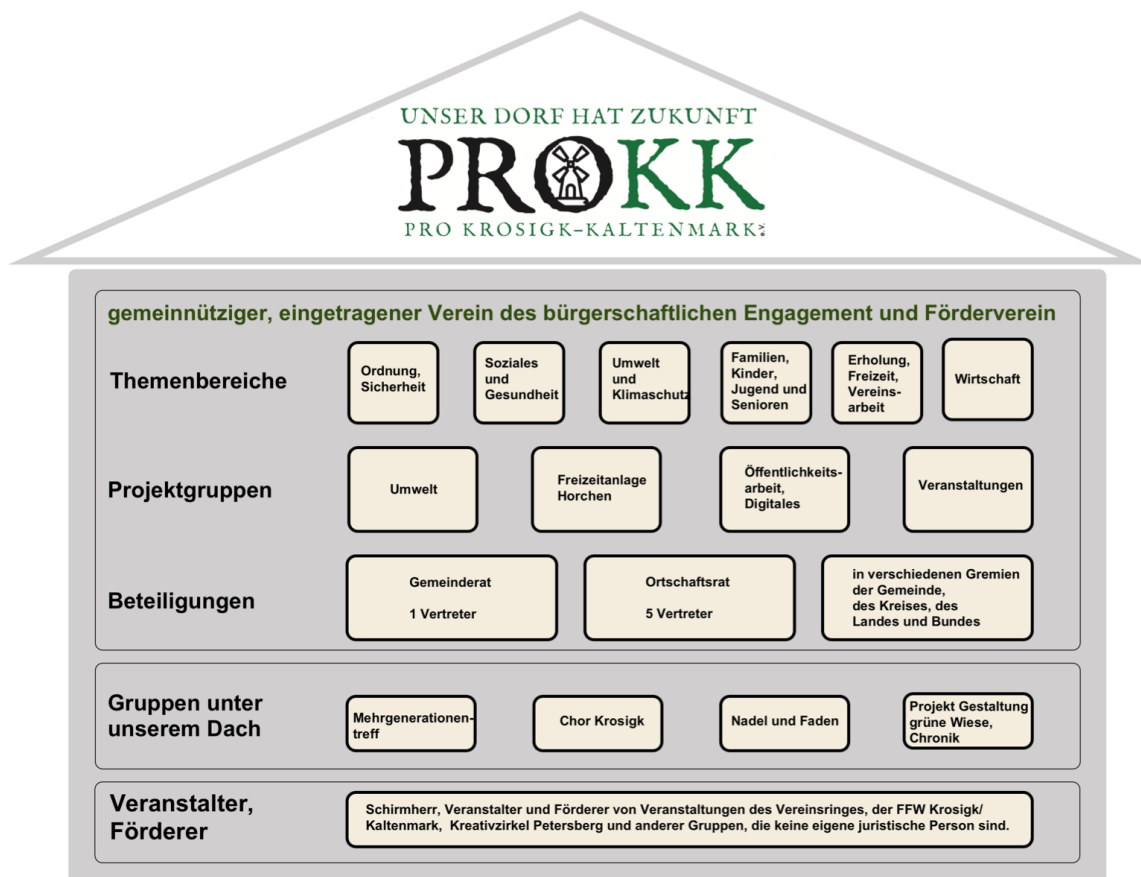 UNSER DORF HAT ZUKUNFT
PROKK
PRO KROSIGK-KALTENMARK e.V.
gemeinnütziger, eingetragener Verein des bürgerschaftlichen Engagement und Förderverein
Themenbereiche
Ordnung,
Sicherheit
Soziales
und
Gesundheit
Umwelt
und
Klimaschutz
Familien,
Kinder,
Jugend und
Senioren
Erholung,
Freizeit,
Vereins-
arbeit
Wirtschaft
Projektgruppen
Umwelt
Freizeitanlage
Horchen
Öffentlichkeits-
arbeit,
Digitales
Veranstaltungen
Beteiligungen
Gemeinderat
1 Vertreter
Ortschaftsrat
5 Vertreter
in verschiedenen Gremien
der Gemeinde,
des Kreises, des
Landes und Bundes
Gruppen unter
unserem Dach
Mehrgenerationen-
treff
Chor Krosigk
Nadel und Faden
Projekt Gestaltung
grüne Wiese,
Chronik
Veranstalter,
Förderer
Schirmherr, Veranstalter und Förderer von Veranstaltungen des Vereinsringes, der FFW Krosigk/
Kaltenmark, Kreativzirkel Petersberg und anderer Gruppen, die keine eigene juristische Person sind.